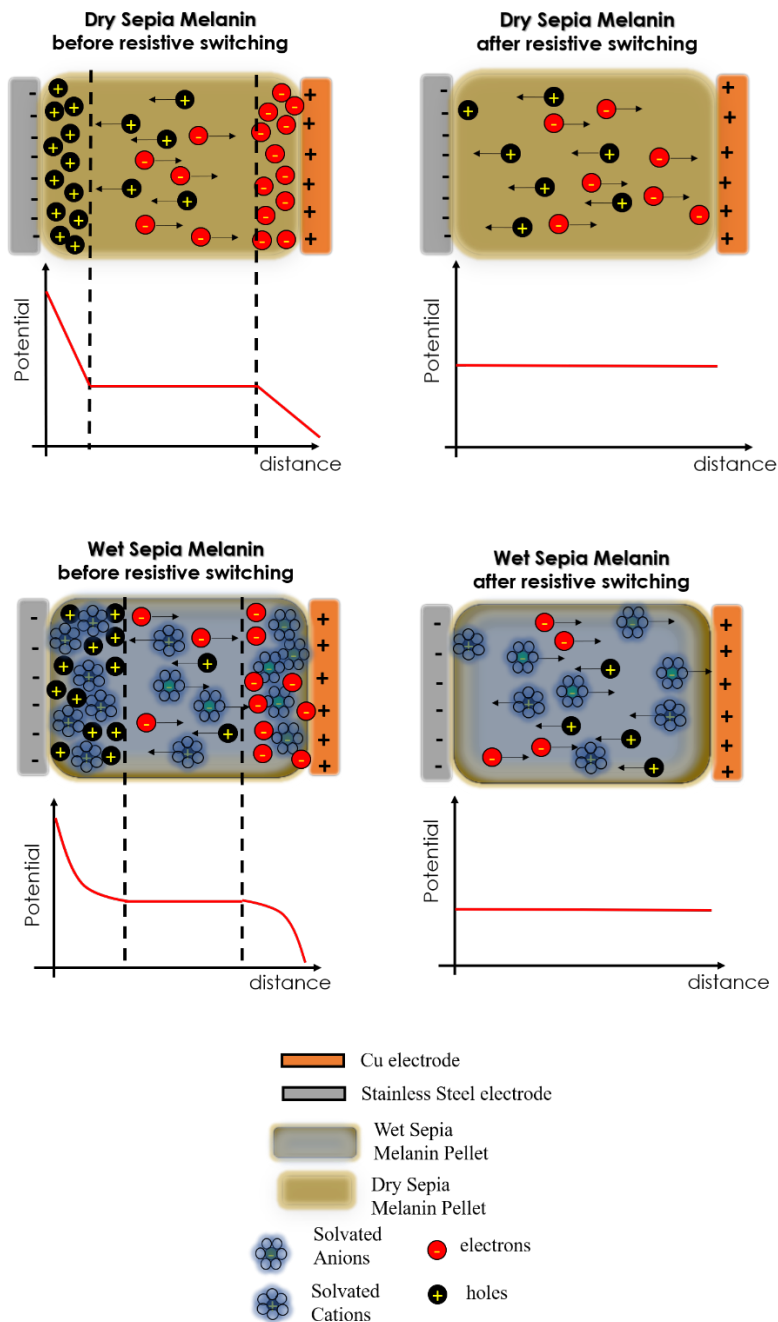 Dry Sepia Melanin
before resistive switching
Dry Sepia Melanin
after resistive switching
Potential
distance
Potential
distance
Wet Sepia Melanin
before resistive switching
Wet Sepia Melanin
after resistive switching
Potential
distance
Potential
distance
Cu electrode
Stainless Steel electrode
Wet Sepia
Melanin Pellet
Dry Sepia
Melanin Pellet
Solvated
Anions
electrons
Solvated
Cations
holes